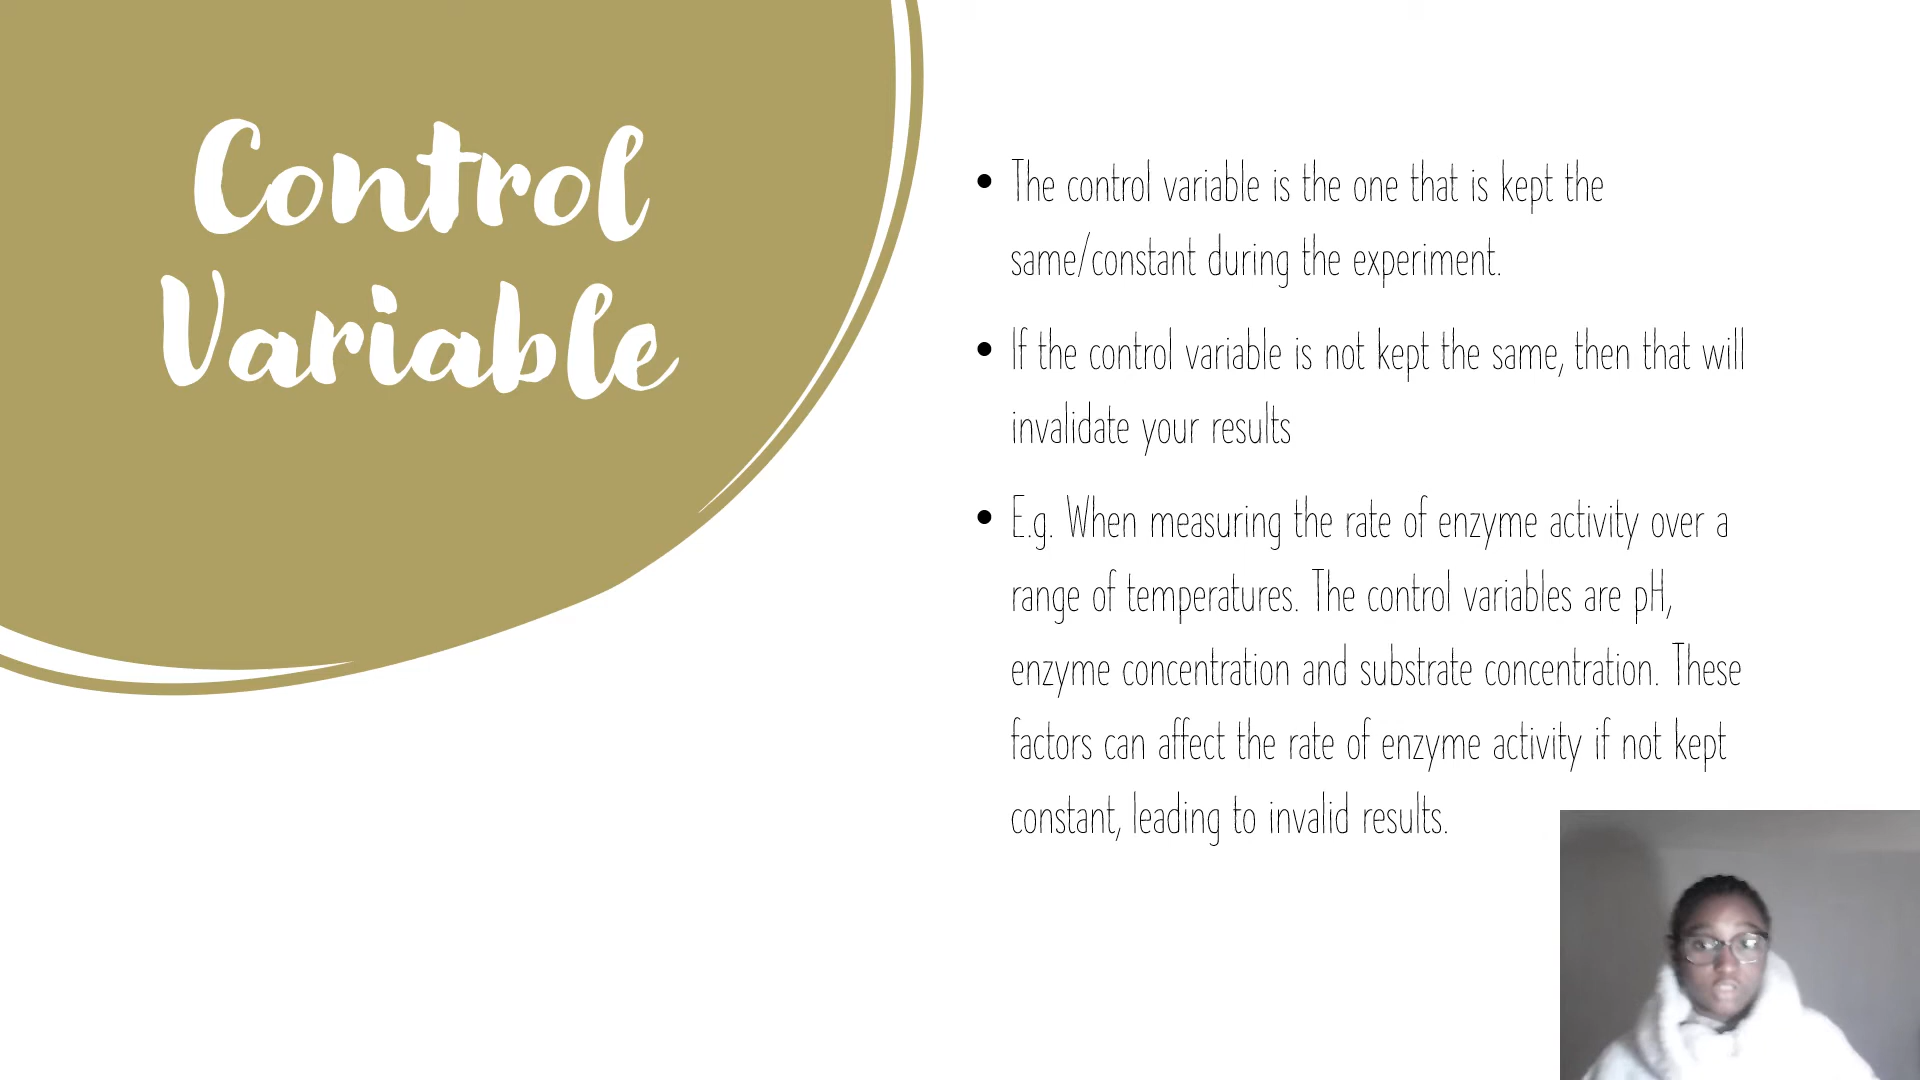 Control
Variable
• The control variable is the one that is kept the
same/constant during the experiment.
• If the control variable is not kept the same, then that will
invalidate your results
• E.g. When measuring the rate of enzyme activity over a
range of temperatures. The control variables are pH,
enzyme concentration and substrate concentration. These
factors can affect the rate of enzyme activity if not kept
constant, leading to invalid results.